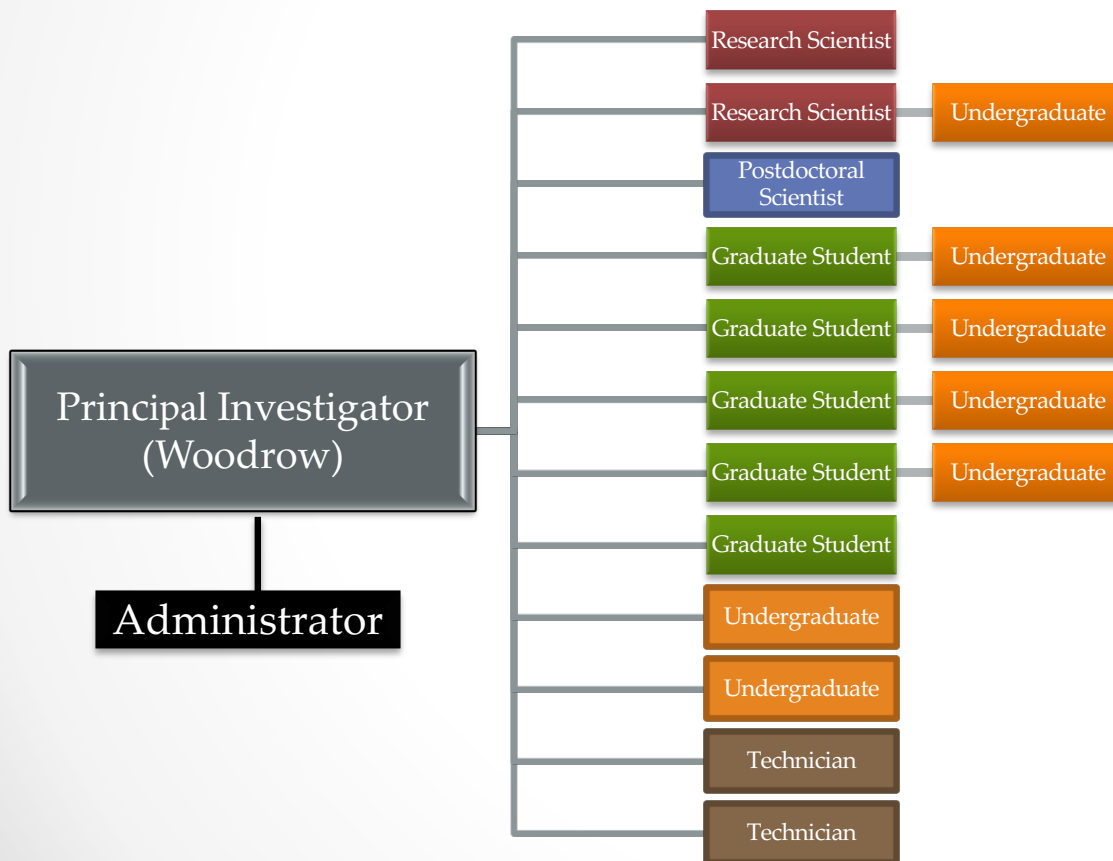 Research Scientist
Research Scientist
Undergraduate
Postdoctoral
Scientist
Graduate Student
Undergraduate
Graduate Student
Undergraduate
Principal Investigator
(Woodrow)
Graduate Student
Undergraduate
Graduate Student
Undergraduate
Graduate Student
Administrator
Undergraduate
Undergraduate
Technician
Technician